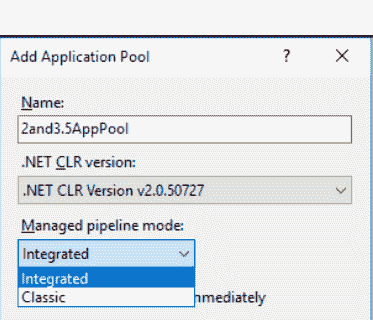 Add Application Pool
Name:
2and3.5AppPool
.NET CLR version:
.NET CLR Version v2.0.50727
Managed pipeline mode:
Integrated
Integrated
Classic